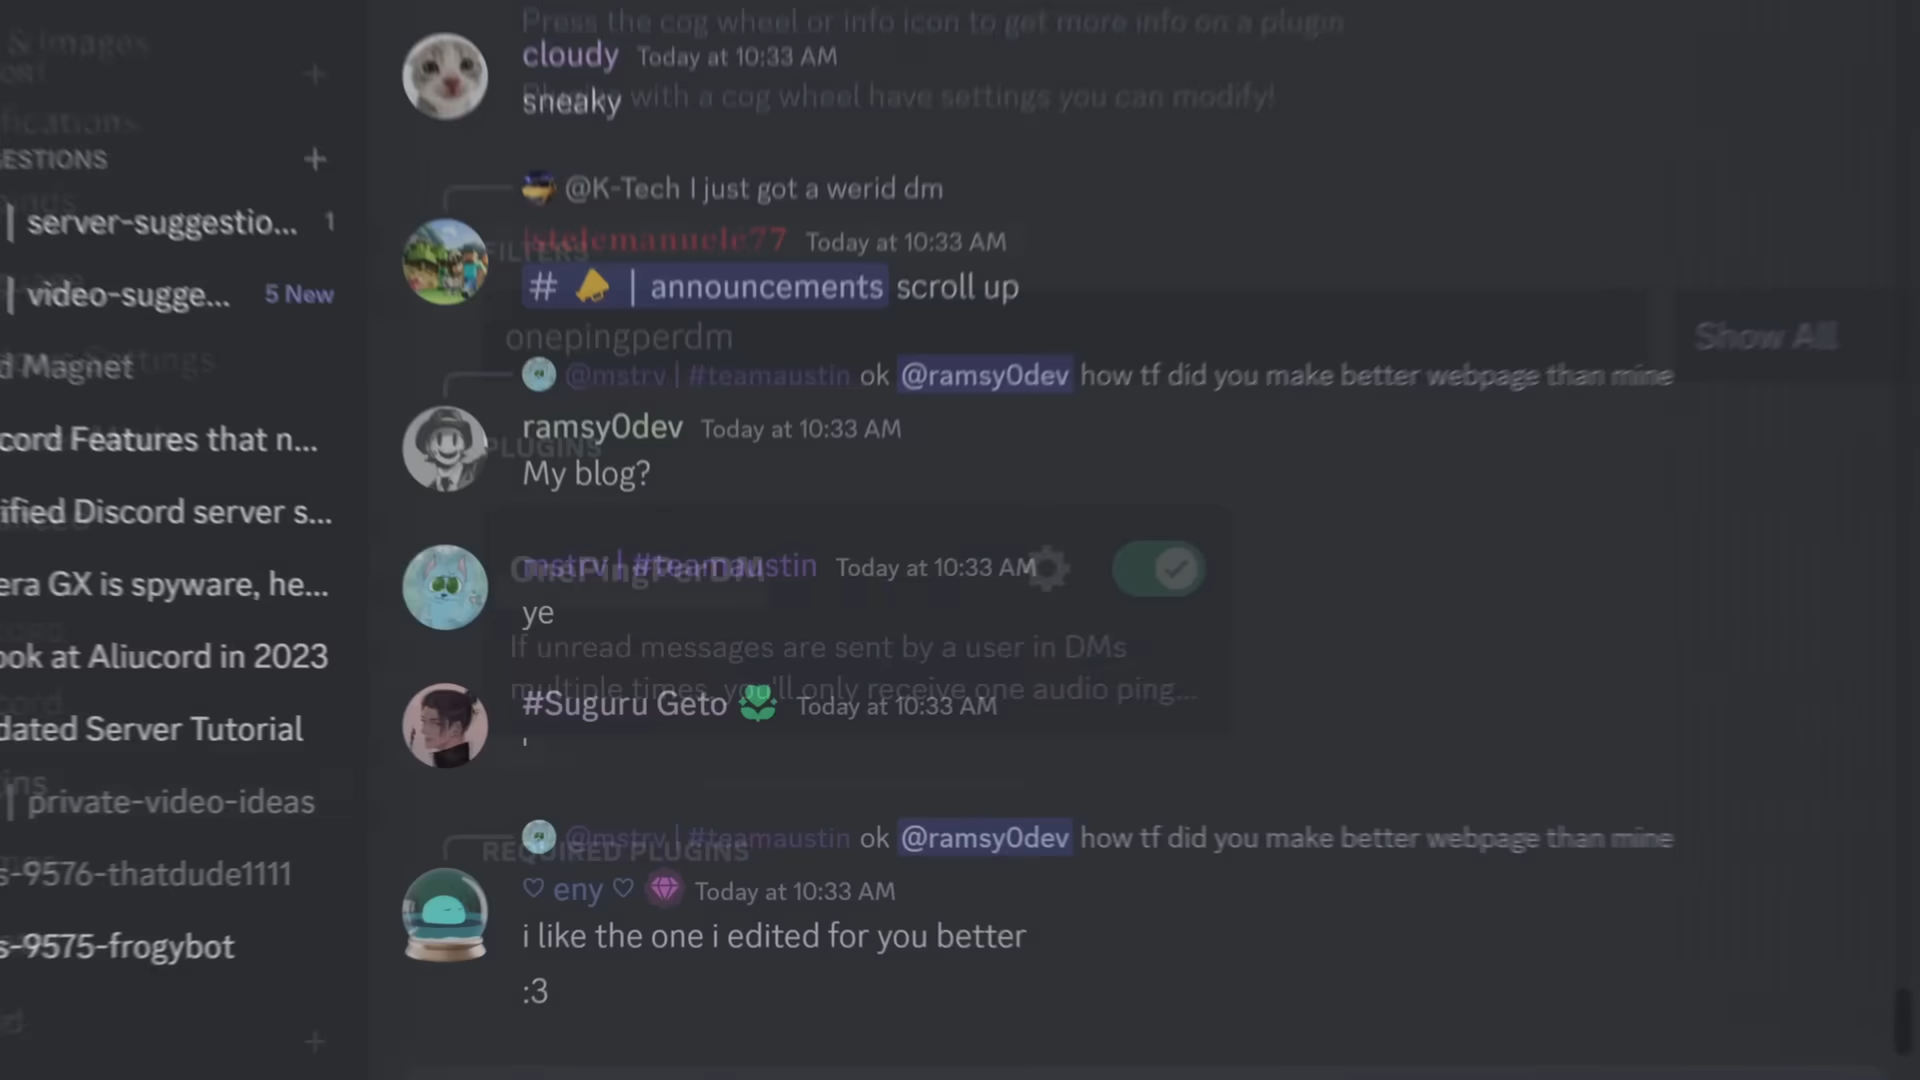 & Images
Press the cog wheel or info icon to get more info on a plugin
cloudy Today at 10:33 AM
sneaky
with a cog wheel have settings you can modify!
fications
ESTIONS
@K-Tech I just got a werid dm
| server-suggestio... 1
stelemanuele77 Today at 10:33 AM
FILTERS
# | announcements scroll up
| video-sugge... 5 New
onepingperdm
Show All
Settings
d Magnet
@mstrv | #teamaustin ok @ramsy0dev how tf did you make better webpage than mine
ramsy0dev Today at 10:33 AM
cord Features that n...
PLUGINS
My blog?
ified Discord server s...
mstrv | #teamaustin Today at 10:33 AM
OnePingPerDM
era GX is spyware, he...
ye
If unread messages are sent by a user in DMs
ook at Aliucord in 2023
multiple times, you'll only receive one audio ping...
#Suguru Geto Today at 10:33 AM
dated Server Tutorial
'
| private-video-ideas
@mstrv | #teamaustin ok @ramsy0dev how tf did you make better webpage than mine
REQUIRED PLUGINS
s-9576-thatdude1111
♡ eny ♡ Today at 10:33 AM
i like the one i edited for you better
s-9575-frogybot
:3